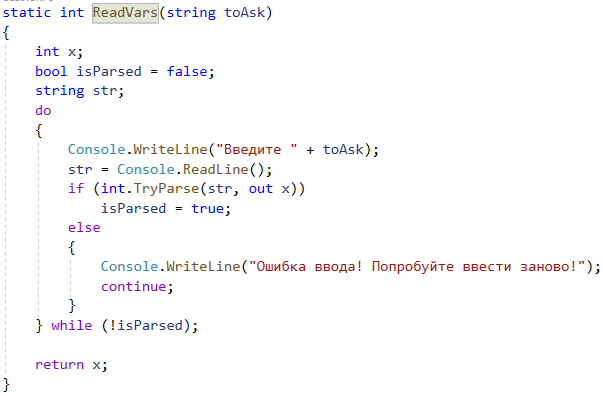 static int ReadVars(string toAsk)
{
int x;
bool isParsed = false;
string str;
do
{
Console.WriteLine("Введите " + toAsk);
str = Console.ReadLine();
if (int.TryParse(str, out x))
isParsed = true;
else
{
Console.WriteLine("Ошибка ввода! Попробуйте ввести заново!");
continue;
}
} while (!isParsed);
return x;
}